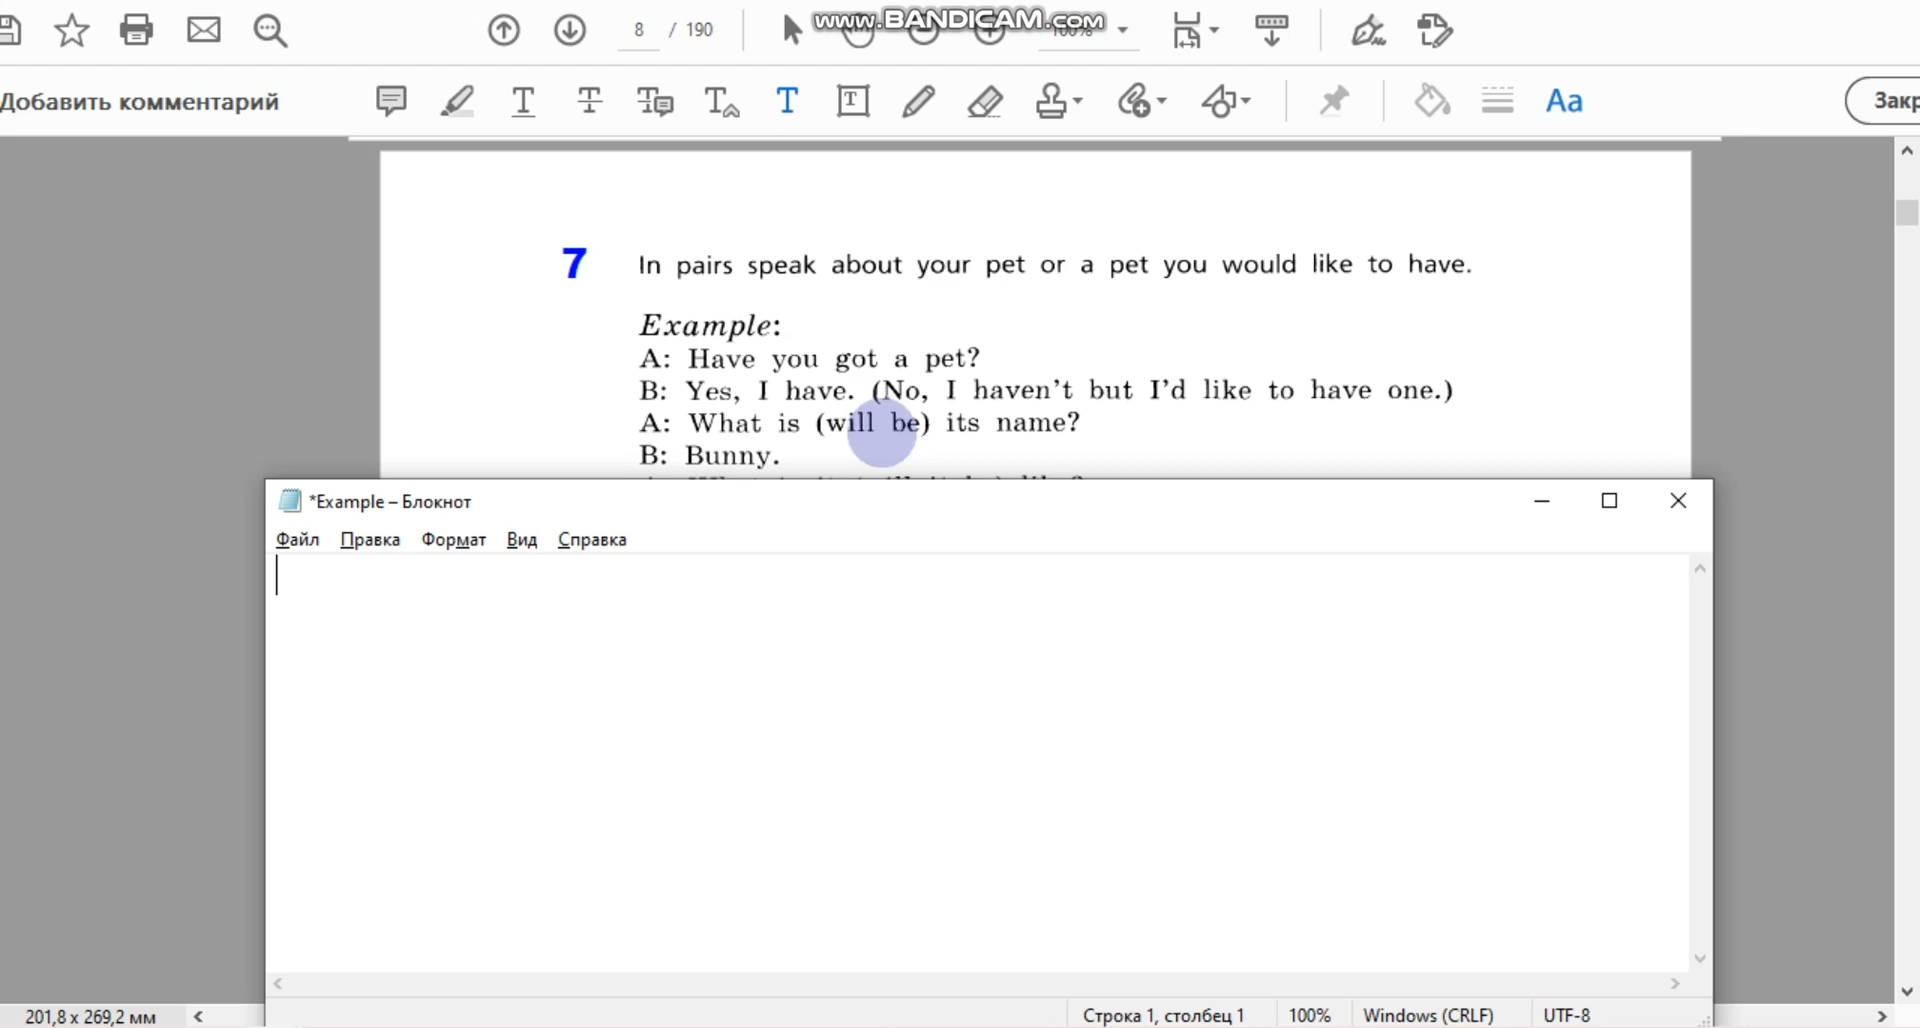 8 / 190
www.BANDICAM.com
100%
Добавить комментарий
Aa
7 In pairs speak about your pet or a pet you would like to have.
Example:
A: Have you got a pet?
B: Yes, I have. (No, I haven't but I'd like to have one.)
A: What is (will be) its name?
B: Bunny.
*Example – Блокнот
Файл Правка Формат Вид Справка
201,8 x 269,2 мм
Строка 1, столбец 1 100% Windows (CRLF) UTF-8